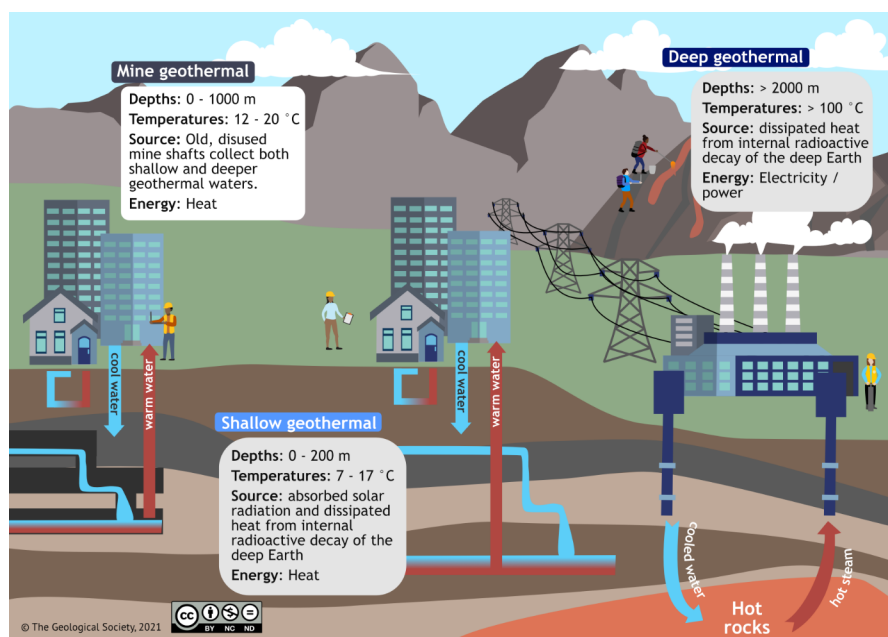 Mine geothermal
Depths: 0 - 1000 m
Temperatures: 12 - 20 °C
Source: Old, disused
mine shafts collect both
shallow and deeper
geothermal waters.
Energy: Heat
Deep geothermal
Depths: > 2000 m
Temperatures: > 100 °C
Source: dissipated heat
from internal radioactive
decay of the deep Earth
Energy: Electricity /
power
cool water
warm water
cool water
warm water
Shallow geothermal
Depths: 0 - 200 m
Temperatures: 7 - 17 °C
Source: absorbed solar
radiation and dissipated
heat from internal
radioactive decay of the
deep Earth
Energy: Heat
cooled water
hot steam
Hot
rocks
© The Geological Society, 2021
cc
BY NC ND